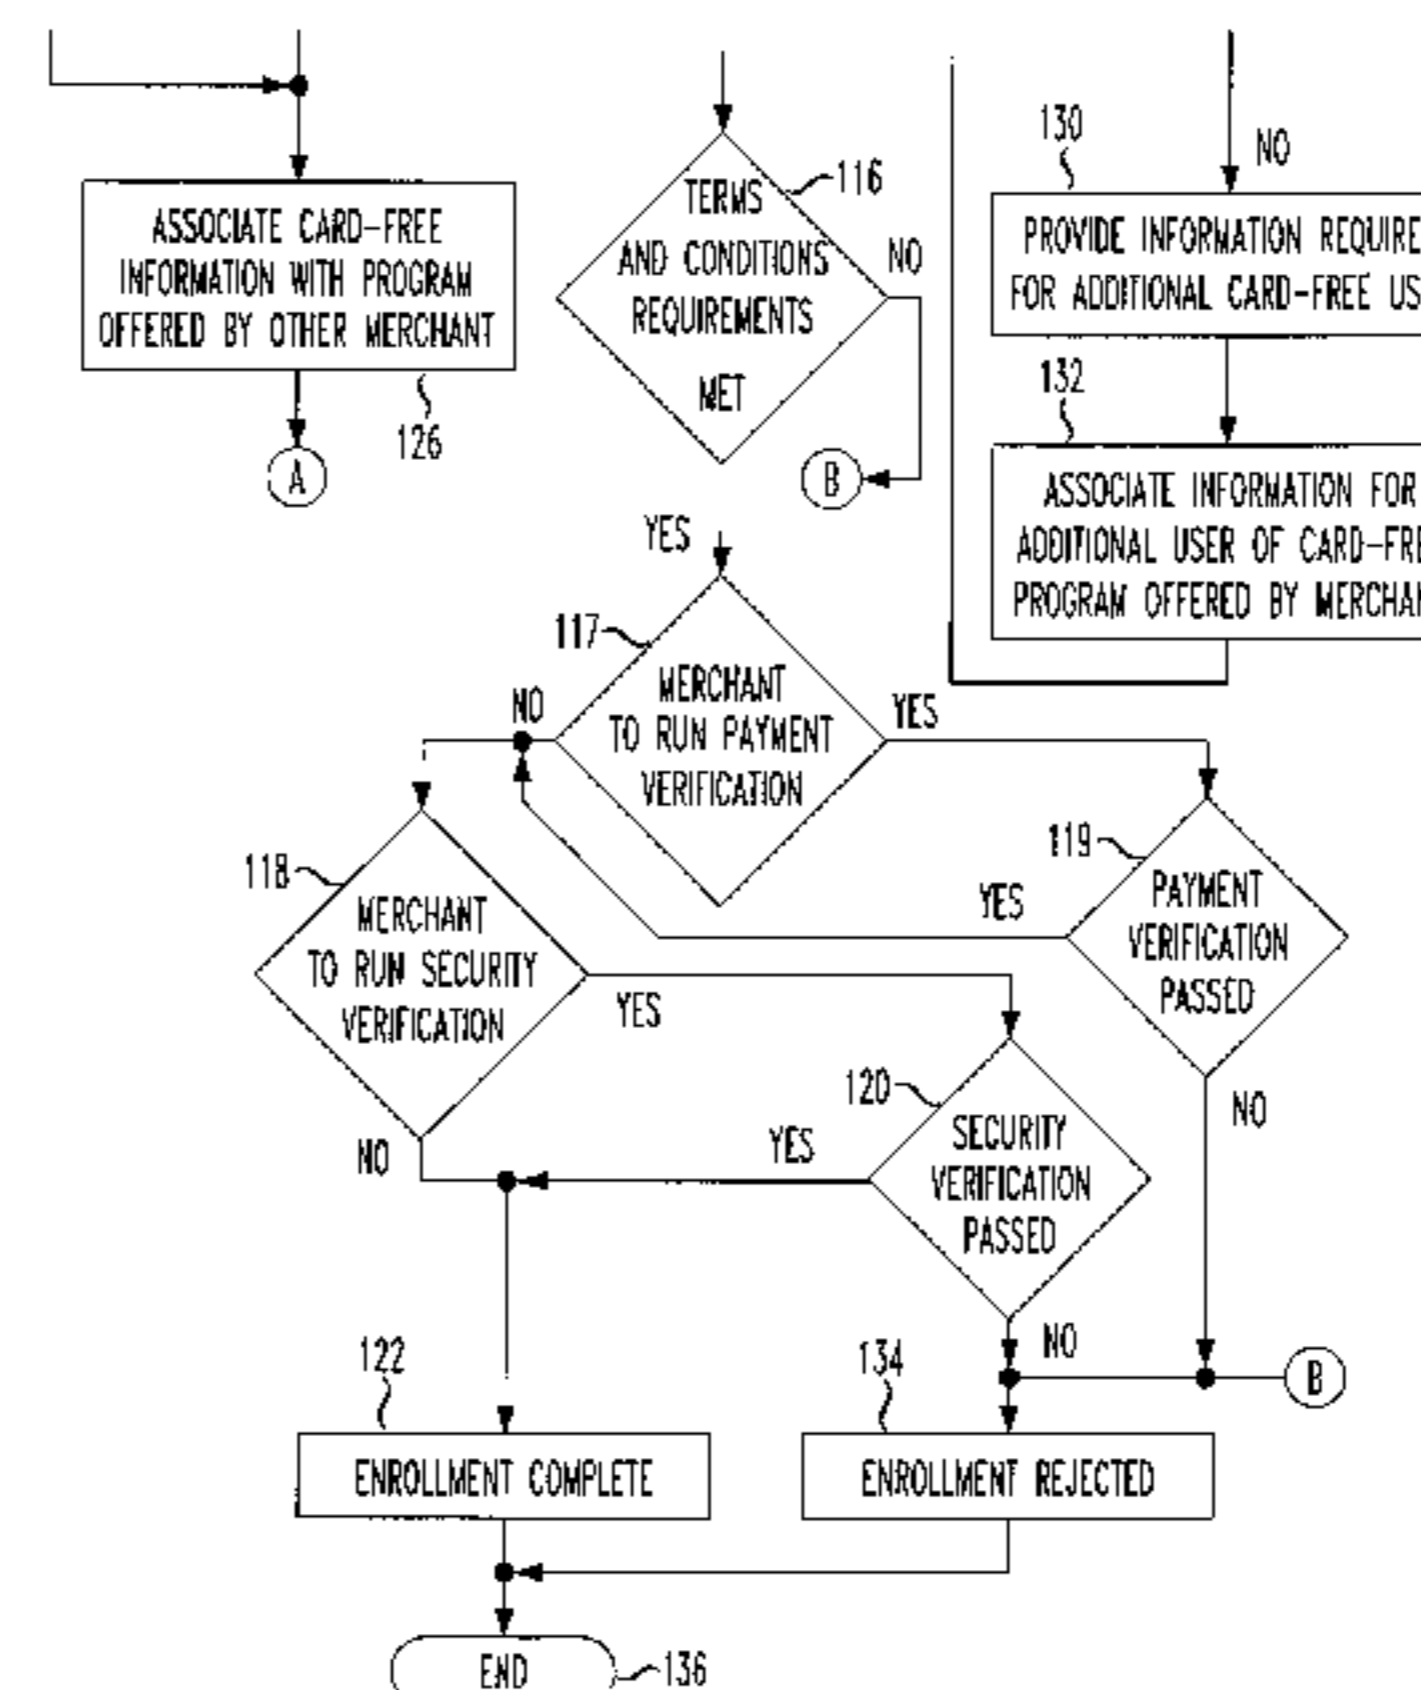 ASSOCIATE CARD-FREE
INFORMATION WITH PROGRAM
OFFERED BY OTHER MERCHANT
126
A
TERMS
AND CONDITIONS
REQUIREMENTS
MET
116
NO
B
YES
130
NO
PROVIDE INFORMATION REQUIRE
FOR ADDITIONAL CARD-FREE US
132
ASSOCIATE INFORMATION FOR
ADDITIONAL USER OF CARD-FRE
PROGRAM OFFERED BY MERCHAN
117
MERCHANT
TO RUN PAYMENT
VERIFICATION
NO
YES
118
MERCHANT
TO RUN SECURITY
VERIFICATION
YES
NO
119
PAYMENT
VERIFICATION
PASSED
YES
NO
120
SECURITY
VERIFICATION
PASSED
YES
NO
B
122
ENROLLMENT COMPLETE
134
ENROLLMENT REJECTED
END
136